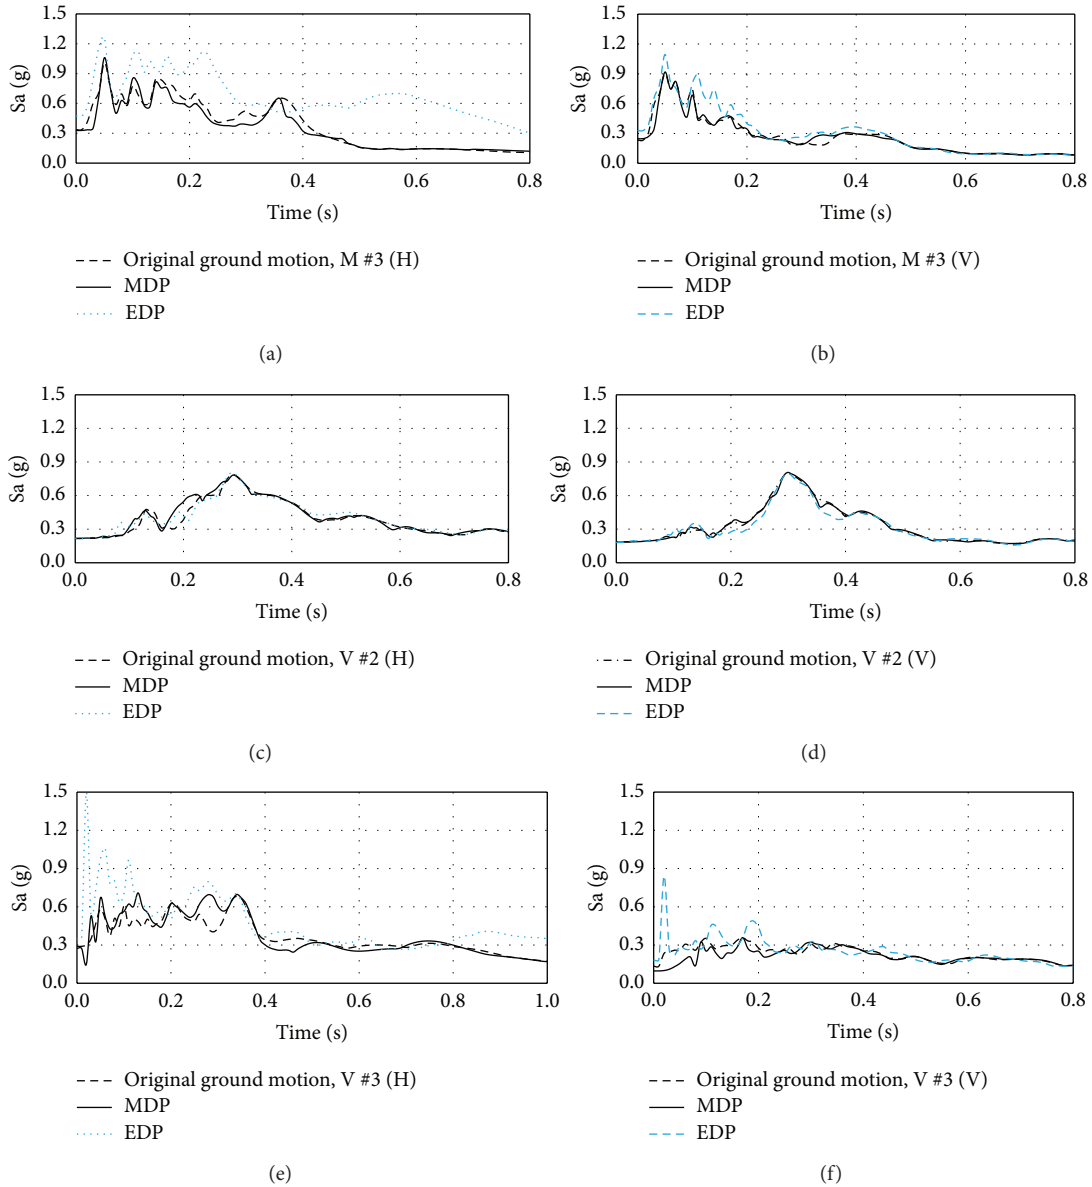 1.5
1.2
0.9
0.6
0.3
0.0
Sa (g)
0.0 0.2 0.4 0.6 0.8
Time (s)
Original ground motion, M #3 (H)
MDP
EDP
(a)
1.5
1.2
0.9
0.6
0.3
0.0
Sa (g)
0.0 0.2 0.4 0.6 0.8
Time (s)
Original ground motion, M #3 (V)
MDP
EDP
(b)
1.5
1.2
0.9
0.6
0.3
0.0
Sa (g)
0.0 0.2 0.4 0.6 0.8
Time (s)
Original ground motion, V #2 (H)
MDP
EDP
(c)
1.5
1.2
0.9
0.6
0.3
0.0
Sa (g)
0.0 0.2 0.4 0.6 0.8
Time (s)
Original ground motion, V #2 (V)
MDP
EDP
(d)
1.5
1.2
0.9
0.6
0.3
0.0
Sa (g)
0.0 0.2 0.4 0.6 0.8 1.0
Time (s)
Original ground motion, V #3 (H)
MDP
EDP
(e)
1.5
1.2
0.9
0.6
0.3
0.0
Sa (g)
0.0 0.2 0.4 0.6 0.8
Time (s)
Original ground motion, V #3 (V)
MDP
EDP
(f)